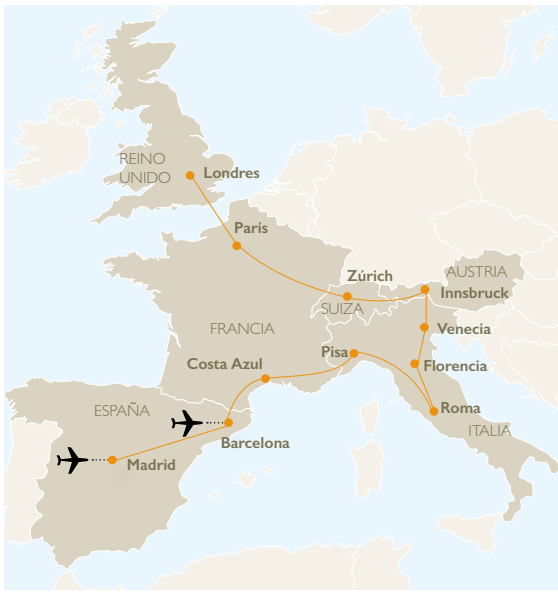 REINO
UNIDO
Londres
París
Zúrich
AUSTRIA
Innsbruck
SUIZA
FRANCIA
Venecia
Pisa
Costa Azul
Florencia
ESPAÑA
Roma
Barcelona
ITALIA
Madrid